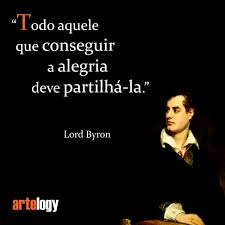 “Todo aquele
que conseguir
a alegria
deve partilhá-la.”
Lord Byron
artelogy